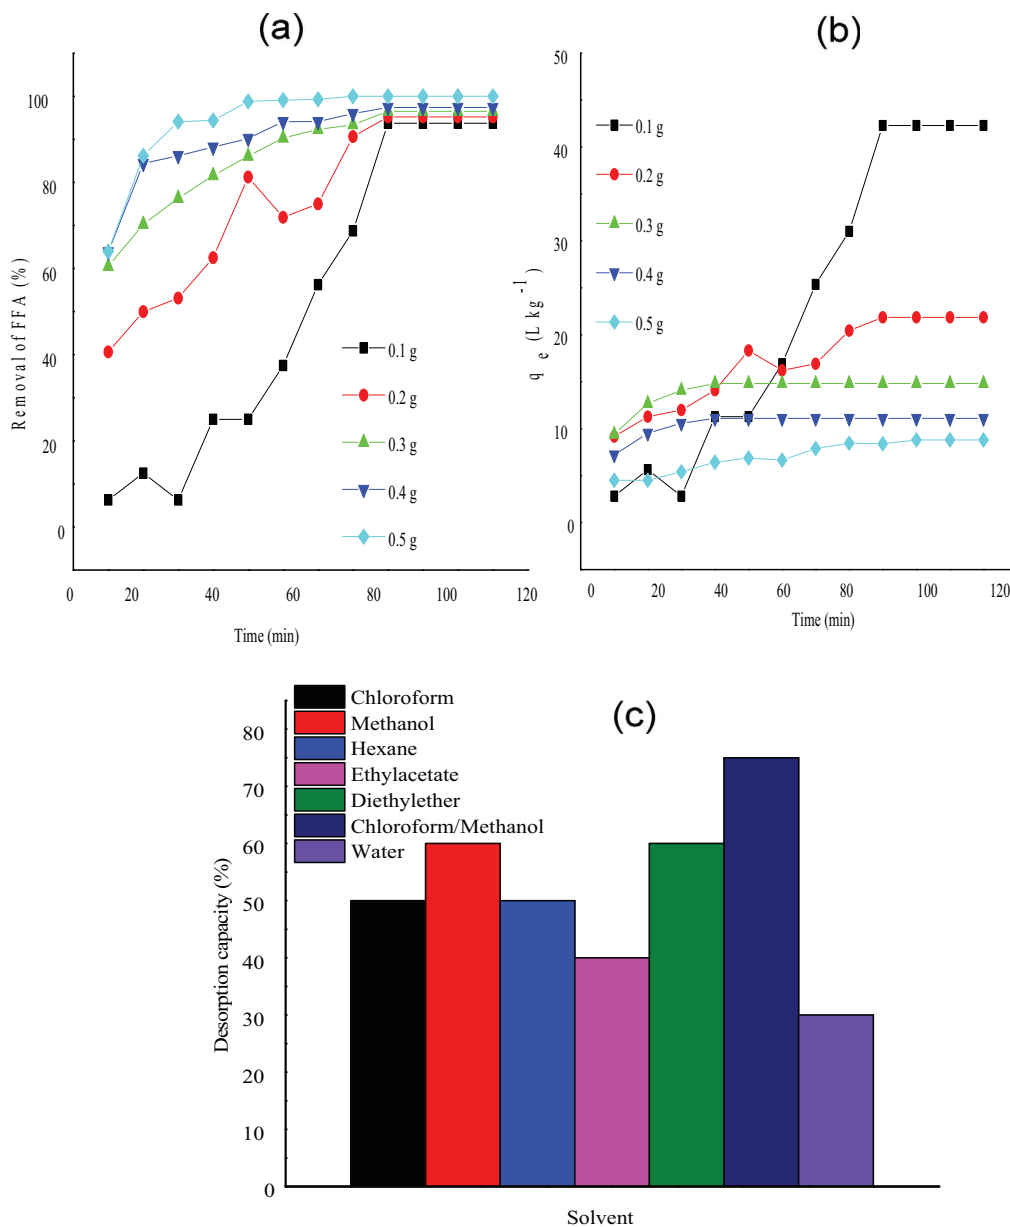 (a)
Removal of FFA (%)
100
80
60
40
20
0
0.1 g
0.2 g
0.3 g
0.4 g
0.5 g
0 20 40 60 80 100 120
Time (min)
(b)
q e (L kg -1)
50
40
30
20
10
0
0.1 g
0.2 g
0.3 g
0.4 g
0.5 g
0 20 40 60 80 100 120
Time (min)
(c)
Chloroform
Methanol
Hexane
Ethylacetate
Diethylether
Chloroform/Methanol
Water
Desorption capacity (%)
80
70
60
50
40
30
20
10
0
Solvent